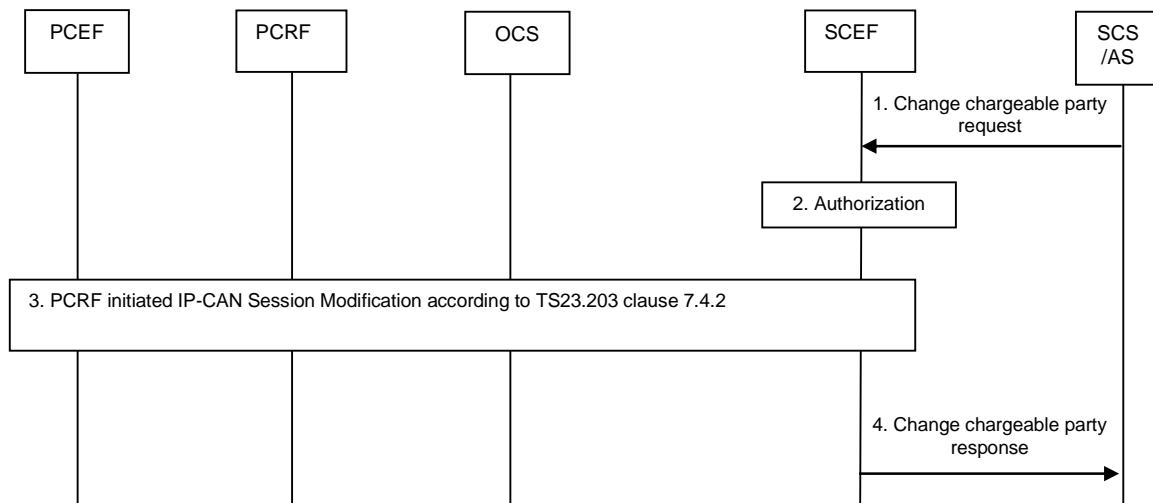 PCEF
PCRF
OCS
SCEF
SCS
/AS
1. Change chargeable party
request
2. Authorization
3. PCRF initiated IP-CAN Session Modification according to TS23.203 clause 7.4.2
4. Change chargeable party
response